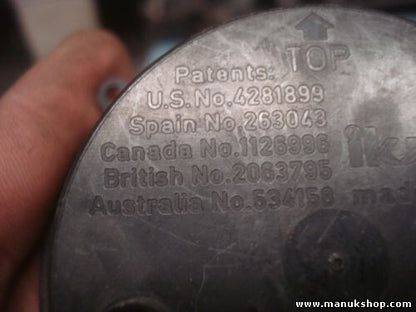 TOP
Patents:
U.S. No. 4281899
Spain No. 263043
Canada No. 1126996
British No. 2063795
Australia No. 534158 mad
www.manukshop.com